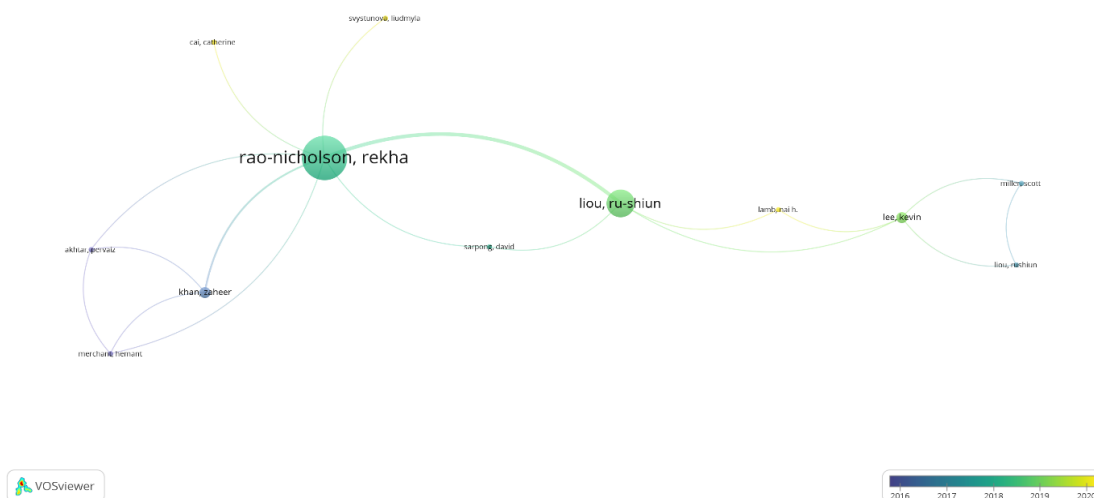 svystunova, liudmyla
cai, catherine
rao-nicholson, rekha
liou, ru-shiun
lamb, nai h.
lee, kevin
miller, scott
liou, rushiun
sarpong, david
akhtar, pervaiz
khan, zaheer
merchant, hemant
VOSviewer
2016 2017 2018 2019 2020